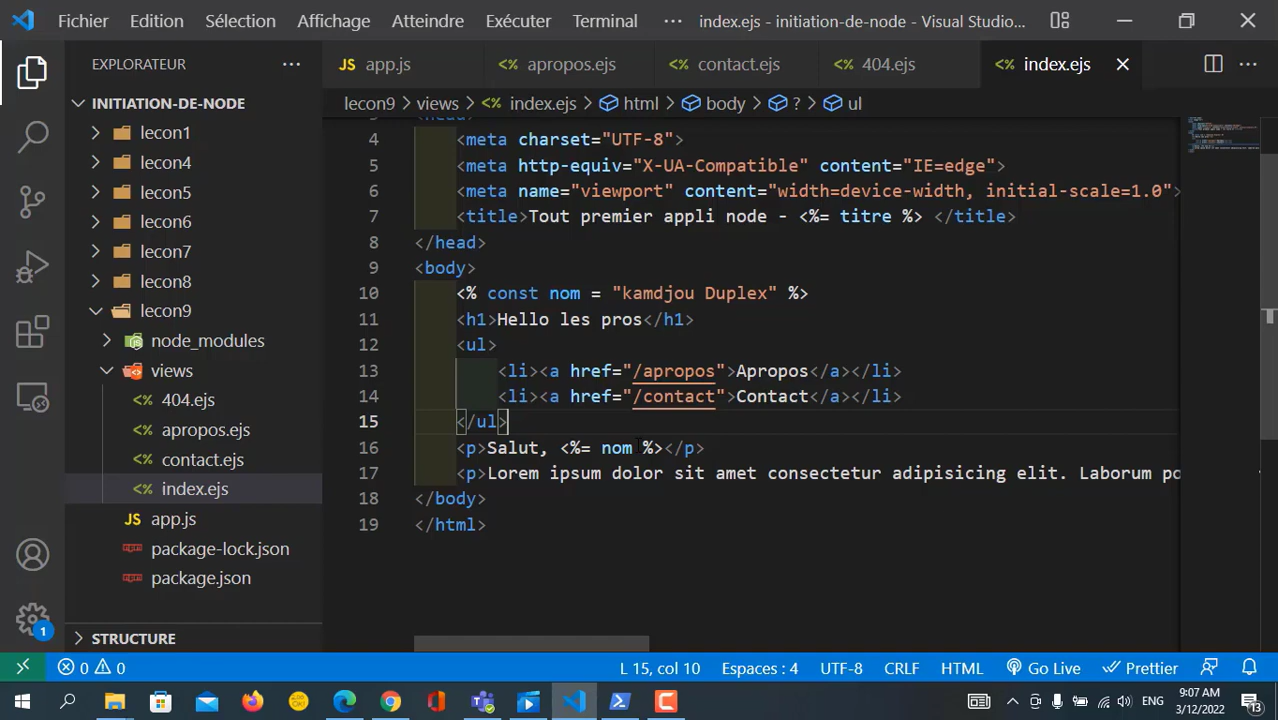 Fichier Edition Sélection Affichage Atteindre Exécuter Terminal ··· index.ejs - initiation-de-node - Visual Studio...
EXPLORATEUR ···
app.js apropos.ejs contact.ejs 404.ejs index.ejs
INITIATION-DE-NODE
lecon9 > views > index.ejs > html > body > ? > ul
lecon1
lecon4
lecon5
lecon6
lecon7
lecon8
lecon9
node_modules
views
404.ejs
apropos.ejs
contact.ejs
index.ejs
app.js
package-lock.json
package.json
STRUCTURE
4 <meta charset="UTF-8">
5 <meta http-equiv="X-UA-Compatible" content="IE=edge">
6 <meta name="viewport" content="width=device-width, initial-scale=1.0">
7 <title>Tout premier appli node - <%= titre %> </title>
8 </head>
9 <body>
10 <% const nom = "kamdjou Duplex" %>
11 <h1>Hello les pros</h1>
12 <ul>
13 <li><a href="/apropos">Apropos</a></li>
14 <li><a href="/contact">Contact</a></li>
15 </ul>
16 <p>Salut, <%= nom %></p>
17 <p>Lorem ipsum dolor sit amet consectetur adipisicing elit. Laborum po
18 </body>
19 </html>
1
0 0 L 15, col 10 Espaces : 4 UTF-8 CRLF HTML Go Live Prettier
ENG 9:07 AM
3/12/2022
13